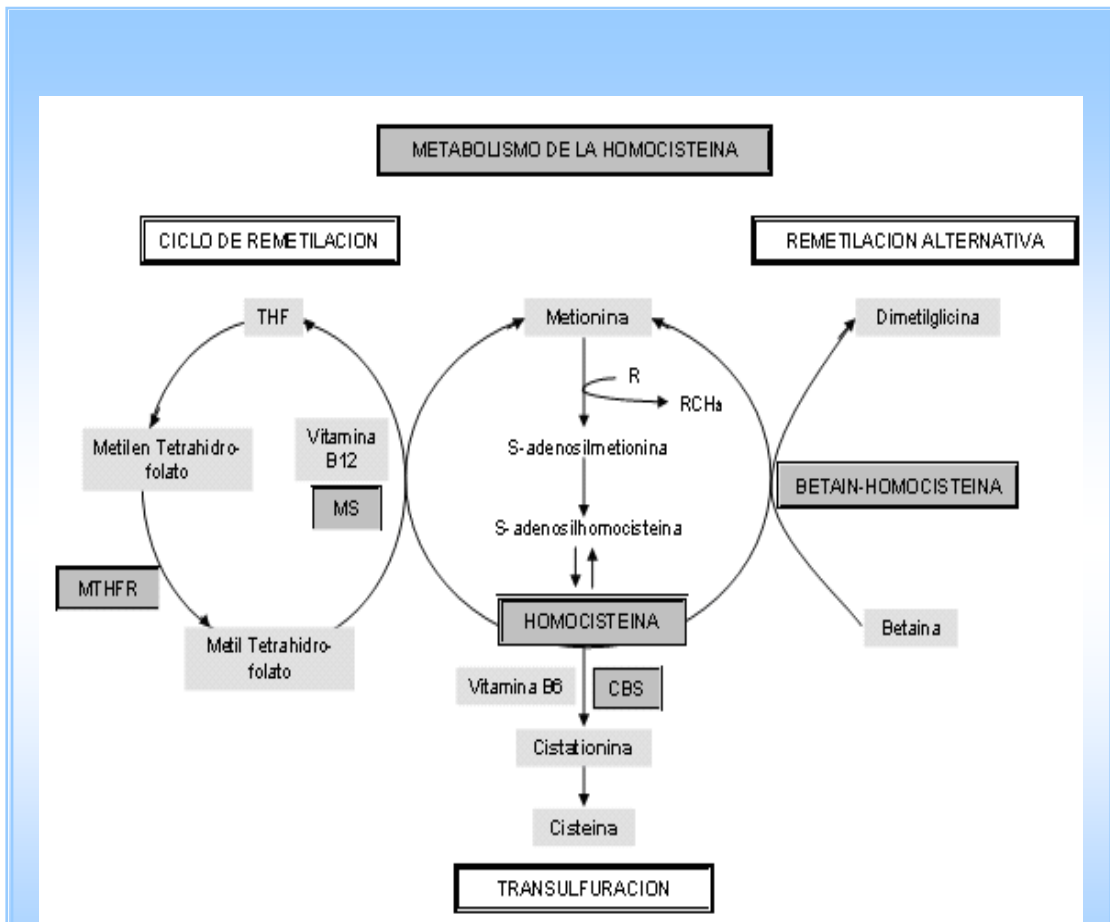 METABOLISMO DE LA HOMOCISTEINA
CICLO DE REMETILACION
REMETILACION ALTERNATIVA
THF
Metionina
Dimetilglicina
R
RCH₃
Metilen Tetrahidro-
folato
Vitamina
B12
S-adenosilmetionina
MS
BETAIN-HOMOCISTEINA
S-adenosilhomocisteina
MTHFR
HOMOCISTEINA
Metil Tetrahidro-
folato
Betaina
Vitamina B6
CBS
Cistationina
Cisteina
TRANSULFURACION